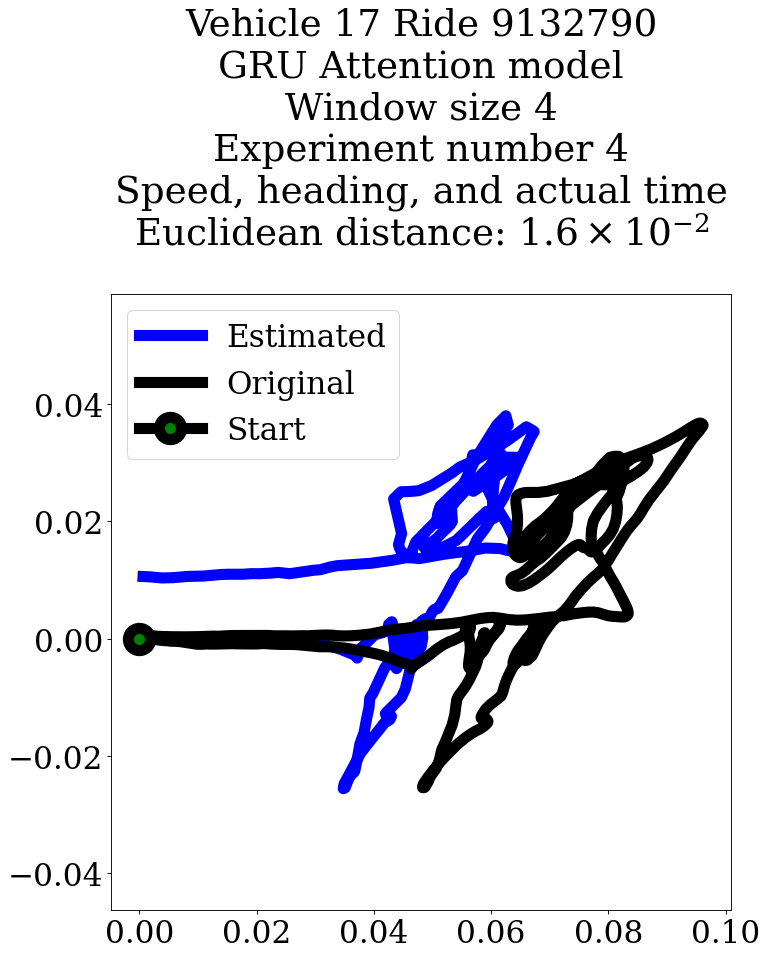 Vehicle 17 Ride 9132790
GRU Attention model
Window size 4
Experiment number 4
Speed, heading, and actual time
Euclidean distance: 1.6 × 10⁻²
Estimated
Original
Start
0.04
0.02
0.00
−0.02
−0.04
0.00 0.02 0.04 0.06 0.08 0.10